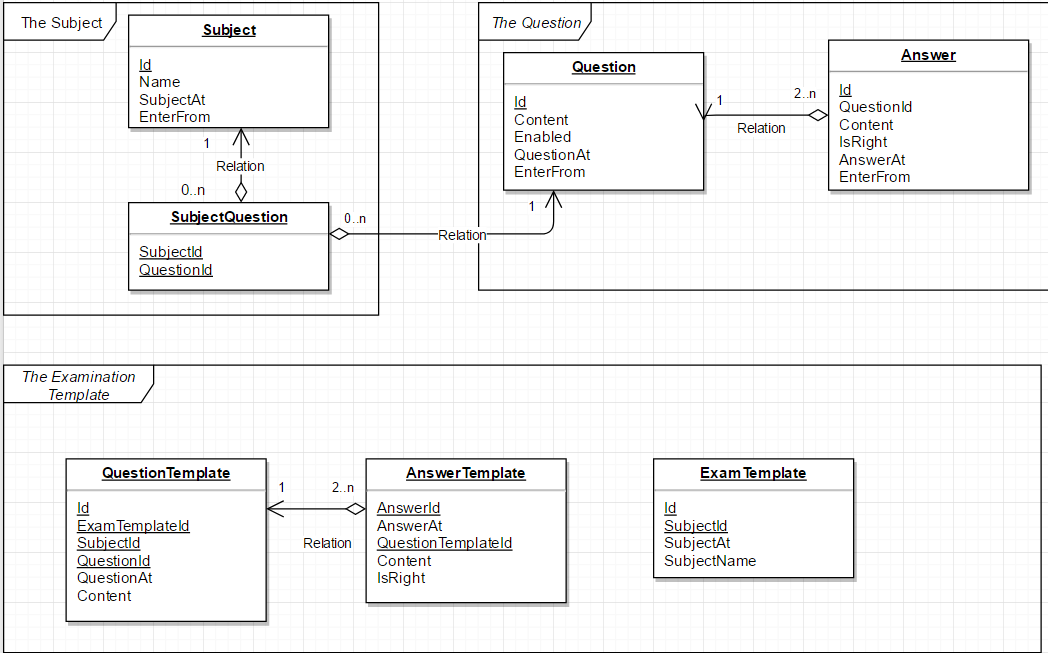 The Subject
Subject
Id
Name
SubjectAt
EnterFrom
1
Relation
0..n
SubjectQuestion
SubjectId
QuestionId
0..n
Relation
1
The Question
Question
Id
Content
Enabled
QuestionAt
EnterFrom
1
2..n
Relation
Answer
Id
QuestionId
Content
IsRight
AnswerAt
EnterFrom
The Examination
Template
QuestionTemplate
Id
ExamTemplateId
SubjectId
QuestionId
QuestionAt
Content
1
2..n
Relation
AnswerTemplate
AnswerId
AnswerAt
QuestionTemplateId
Content
IsRight
ExamTemplate
Id
SubjectId
SubjectAt
SubjectName